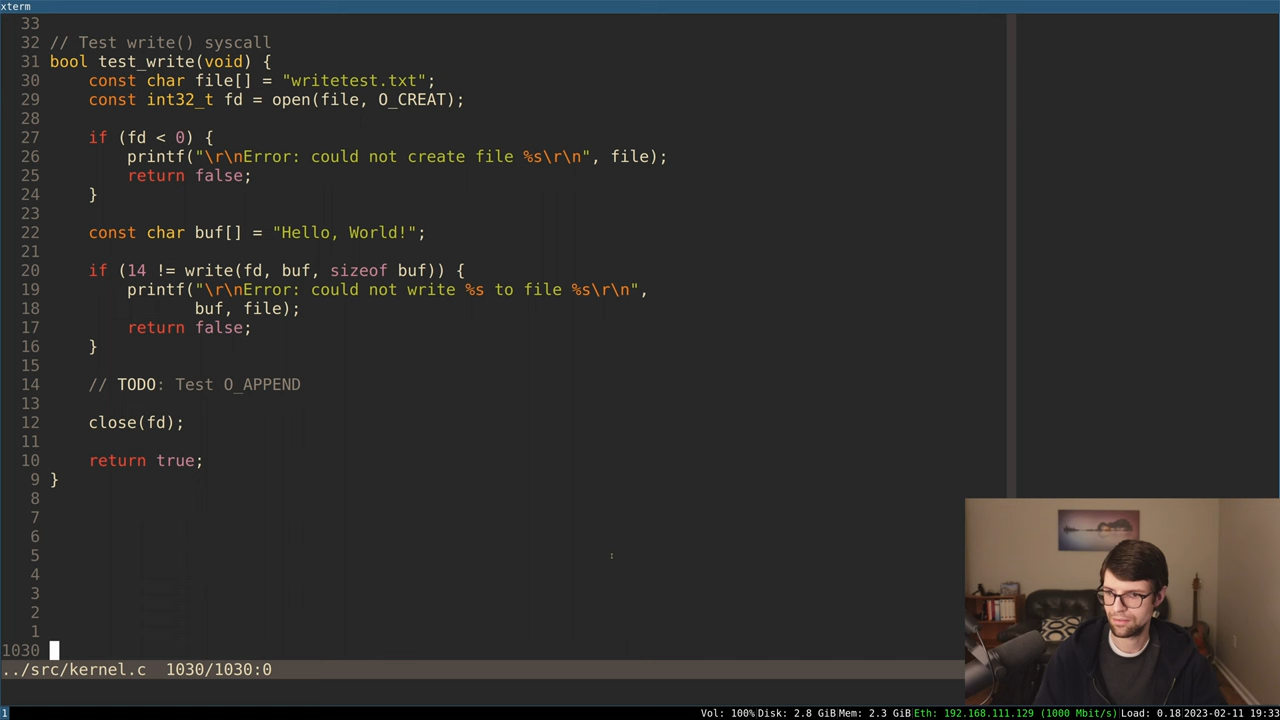 xterm
33
32 // Test write() syscall
31 bool test_write(void) {
30     const char file[] = "writetest.txt";
29     const int32_t fd = open(file, O_CREAT);
28
27     if (fd < 0) {
26         printf("\r\nError: could not create file %s\r\n", file);
25         return false;
24     }
23
22     const char buf[] = "Hello, World!";
21
20     if (14 != write(fd, buf, sizeof buf)) {
19         printf("\r\nError: could not write %s to file %s\r\n",
18                buf, file);
17         return false;
16     }
15
14     // TODO: Test O_APPEND
13
12     close(fd);
11
10     return true;
9 }
8
7
6
5
4
3
2
1
1030
../src/kernel.c  1030/1030:0
1 Vol: 100% Disk: 2.8 GiB Mem: 2.3 GiB Eth: 192.168.111.129 (1000 Mbit/s) Load: 0.18 2023-02-11 19:33